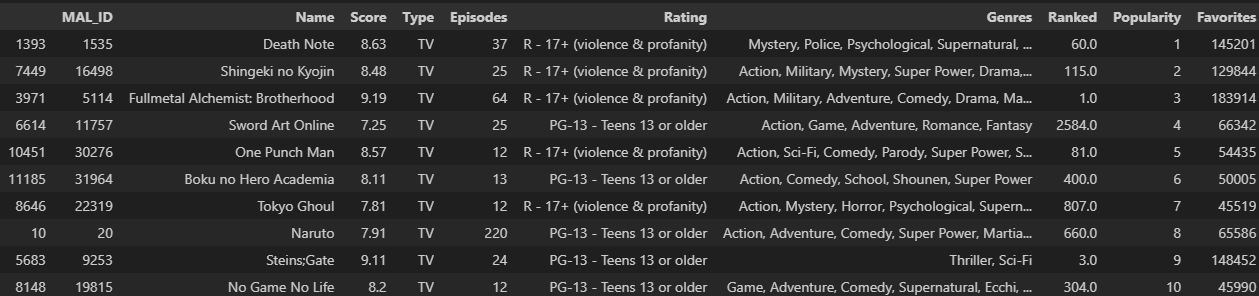 MAL_ID Name Score Type Episodes Rating Genres Ranked Popularity Favorites
1393 1535 Death Note 8.63 TV 37 R - 17+ (violence & profanity) Mystery, Police, Psychological, Supernatural, ... 60.0 1 145201
7449 16498 Shingeki no Kyojin 8.48 TV 25 R - 17+ (violence & profanity) Action, Military, Mystery, Super Power, Drama,... 115.0 2 129844
3971 5114 Fullmetal Alchemist: Brotherhood 9.19 TV 64 R - 17+ (violence & profanity) Action, Military, Adventure, Comedy, Drama, Ma... 1.0 3 183914
6614 11757 Sword Art Online 7.25 TV 25 PG-13 - Teens 13 or older Action, Game, Adventure, Romance, Fantasy 2584.0 4 66342
10451 30276 One Punch Man 8.57 TV 12 R - 17+ (violence & profanity) Action, Sci-Fi, Comedy, Parody, Super Power, S... 81.0 5 54435
11185 31964 Boku no Hero Academia 8.11 TV 13 PG-13 - Teens 13 or older Action, Comedy, School, Shounen, Super Power 400.0 6 50005
8646 22319 Tokyo Ghoul 7.81 TV 12 R - 17+ (violence & profanity) Action, Mystery, Horror, Psychological, Supern... 807.0 7 45519
10 20 Naruto 7.91 TV 220 PG-13 - Teens 13 or older Action, Adventure, Comedy, Super Power, Martia... 660.0 8 65586
5683 9253 Steins;Gate 9.11 TV 24 PG-13 - Teens 13 or older Thriller, Sci-Fi 3.0 9 148452
8148 19815 No Game No Life 8.2 TV 12 PG-13 - Teens 13 or older Game, Adventure, Comedy, Supernatural, Ecchi, ... 304.0 10 45990